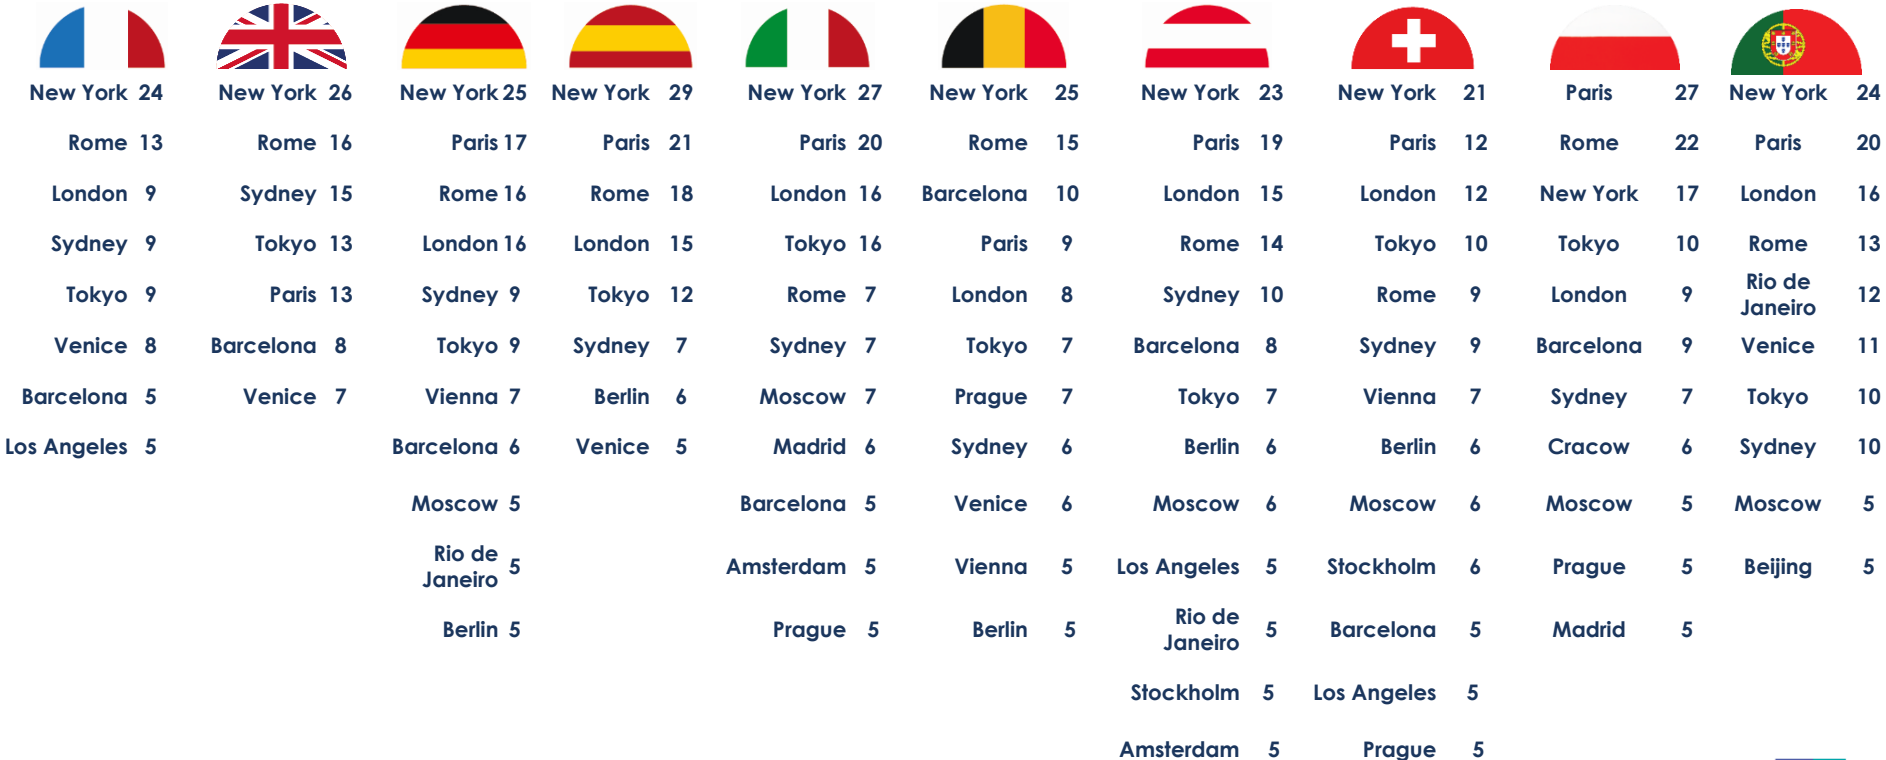 New York 24 New York 26 New York 25 New York 29 New York 27 New York 25 New York 23 New York 21 Paris 27 New York 24
Rome 13 Rome 16 Paris 17 Paris 21 Paris 20 Rome 15 Paris 19 Paris 12 Rome 22 Paris 20
London 9 Sydney 15 Rome 16 Rome 18 London 16 Barcelona 10 London 15 London 12 New York 17 London 16
Sydney 9 Tokyo 13 London 16 London 15 Tokyo 16 Paris 9 Rome 14 Tokyo 10 Tokyo 10 Rome 13
Tokyo 9 Paris 13 Sydney 9 Tokyo 12 Rome 7 London 8 Sydney 10 Rome 9 London 9 Rio de Janeiro 12
Venice 8 Barcelona 8 Tokyo 9 Sydney 7 Sydney 7 Tokyo 7 Barcelona 8 Sydney 9 Barcelona 9 Venice 11
Barcelona 5 Venice 7 Vienna 7 Berlin 6 Moscow 7 Prague 7 Tokyo 7 Vienna 7 Sydney 7 Tokyo 10
Los Angeles 5 Barcelona 6 Venice 5 Madrid 6 Sydney 6 Berlin 6 Berlin 6 Cracow 6 Sydney 10
Moscow 5 Barcelona 5 Venice 6 Moscow 6 Moscow 6 Moscow 5 Moscow 5
Rio de Janeiro 5 Amsterdam 5 Vienna 5 Los Angeles 5 Stockholm 6 Prague 5 Beijing 5
Berlin 5 Prague 5 Berlin 5 Rio de Janeiro 5 Barcelona 5 Madrid 5
Stockholm 5 Los Angeles 5
Amsterdam 5 Prague 5